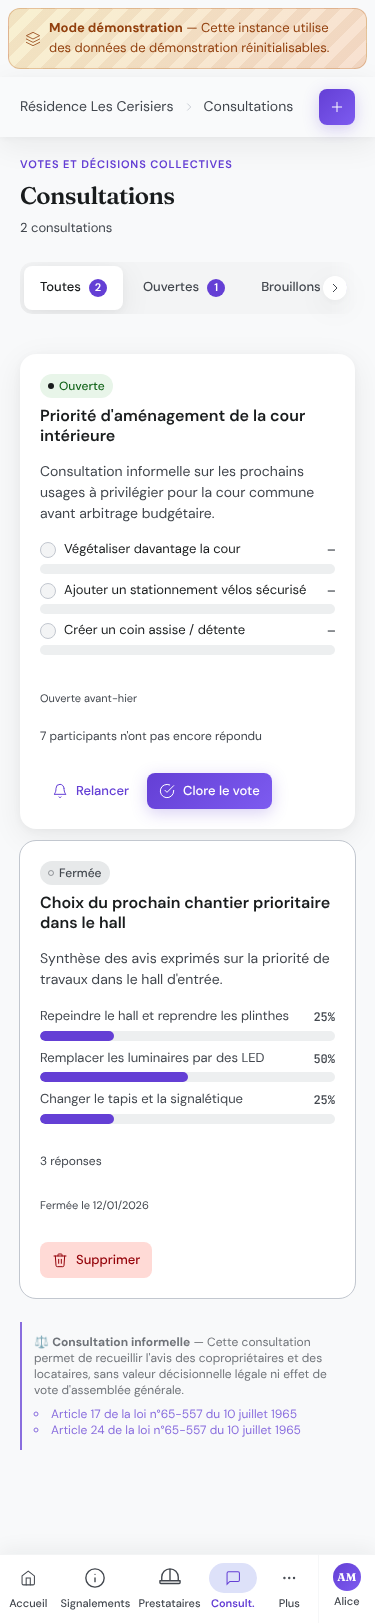 Mode démonstration — Cette instance utilise
des données de démonstration réinitialisables.
Résidence Les Cerisiers > Consultations +
VOTES ET DÉCISIONS COLLECTIVES
Consultations
2 consultations
Toutes 2 Ouvertes 1 Brouillons
Ouverte
Priorité d'aménagement de la cour
intérieure
Consultation informelle sur les prochains
usages à privilégier pour la cour commune
avant arbitrage budgétaire.
Végétaliser davantage la cour –
Ajouter un stationnement vélos sécurisé –
Créer un coin assise / détente –
Ouverte avant-hier
7 participants n'ont pas encore répondu
Relancer Clore le vote
Fermée
Choix du prochain chantier prioritaire
dans le hall
Synthèse des avis exprimés sur la priorité de
travaux dans le hall d'entrée.
Repeindre le hall et reprendre les plinthes 25%
Remplacer les luminaires par des LED 50%
Changer le tapis et la signalétique 25%
3 réponses
Fermée le 12/01/2026
Supprimer
⚖️ Consultation informelle — Cette consultation
permet de recueillir l'avis des copropriétaires et des
locataires, sans valeur décisionnelle légale ni effet de
vote d'assemblée générale.
Article 17 de la loi n°65-557 du 10 juillet 1965
Article 24 de la loi n°65-557 du 10 juillet 1965
AM
Accueil Signalements Prestataires Consult. Plus Alice